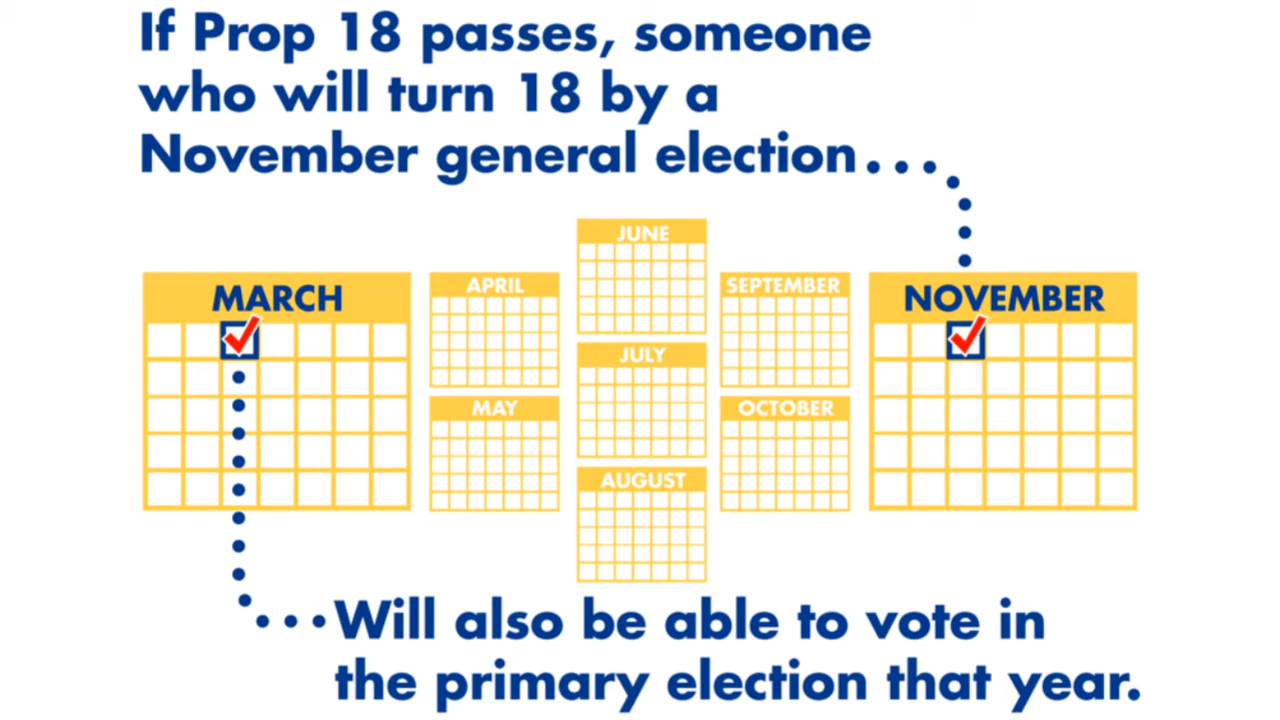 If Prop 18 passes, someone
who will turn 18 by a
November general election...
MARCH
APRIL
MAY
JUNE
JULY
AUGUST
SEPTEMBER
OCTOBER
NOVEMBER
...Will also be able to vote in
the primary election that year.